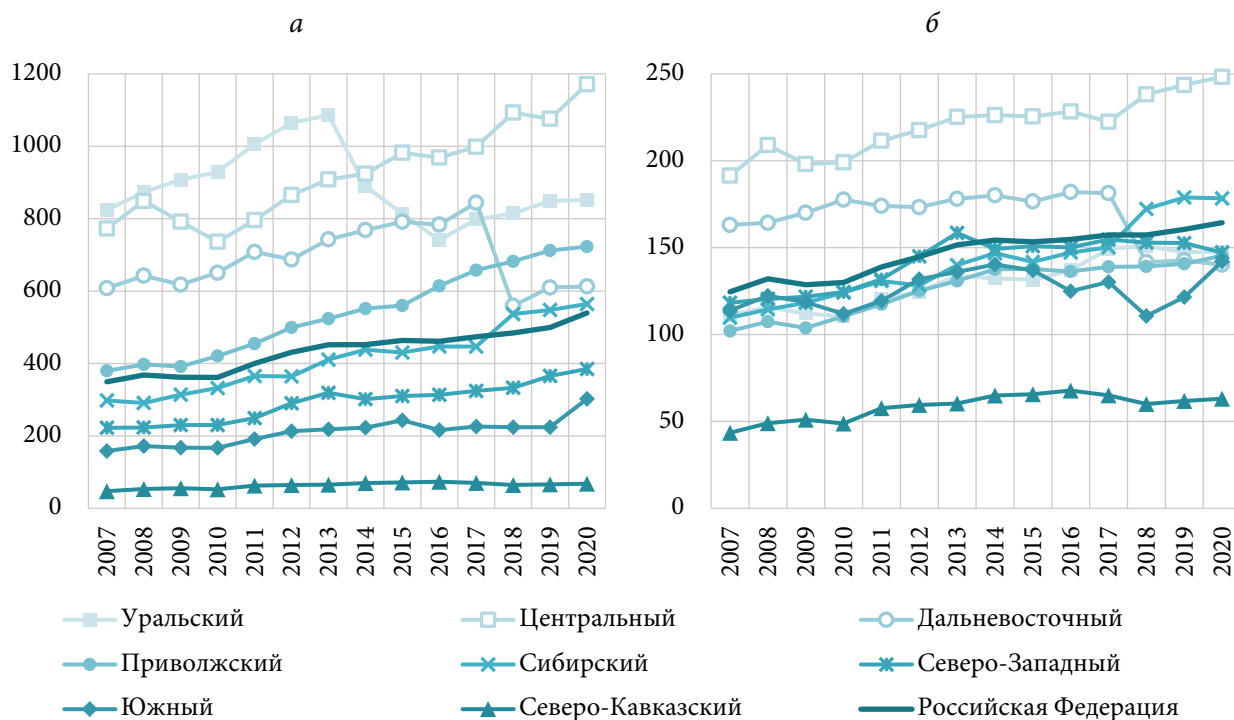 а
б
1200
1000
800
600
400
200
0
2007 2008 2009 2010 2011 2012 2013 2014 2015 2016 2017 2018 2019 2020
250
200
150
100
50
0
2007 2008 2009 2010 2011 2012 2013 2014 2015 2016 2017 2018 2019 2020
Уральский Центральный Дальневосточный
Приволжский Сибирский Северо-Западный
Южный Северо-Кавказский Российская Федерация